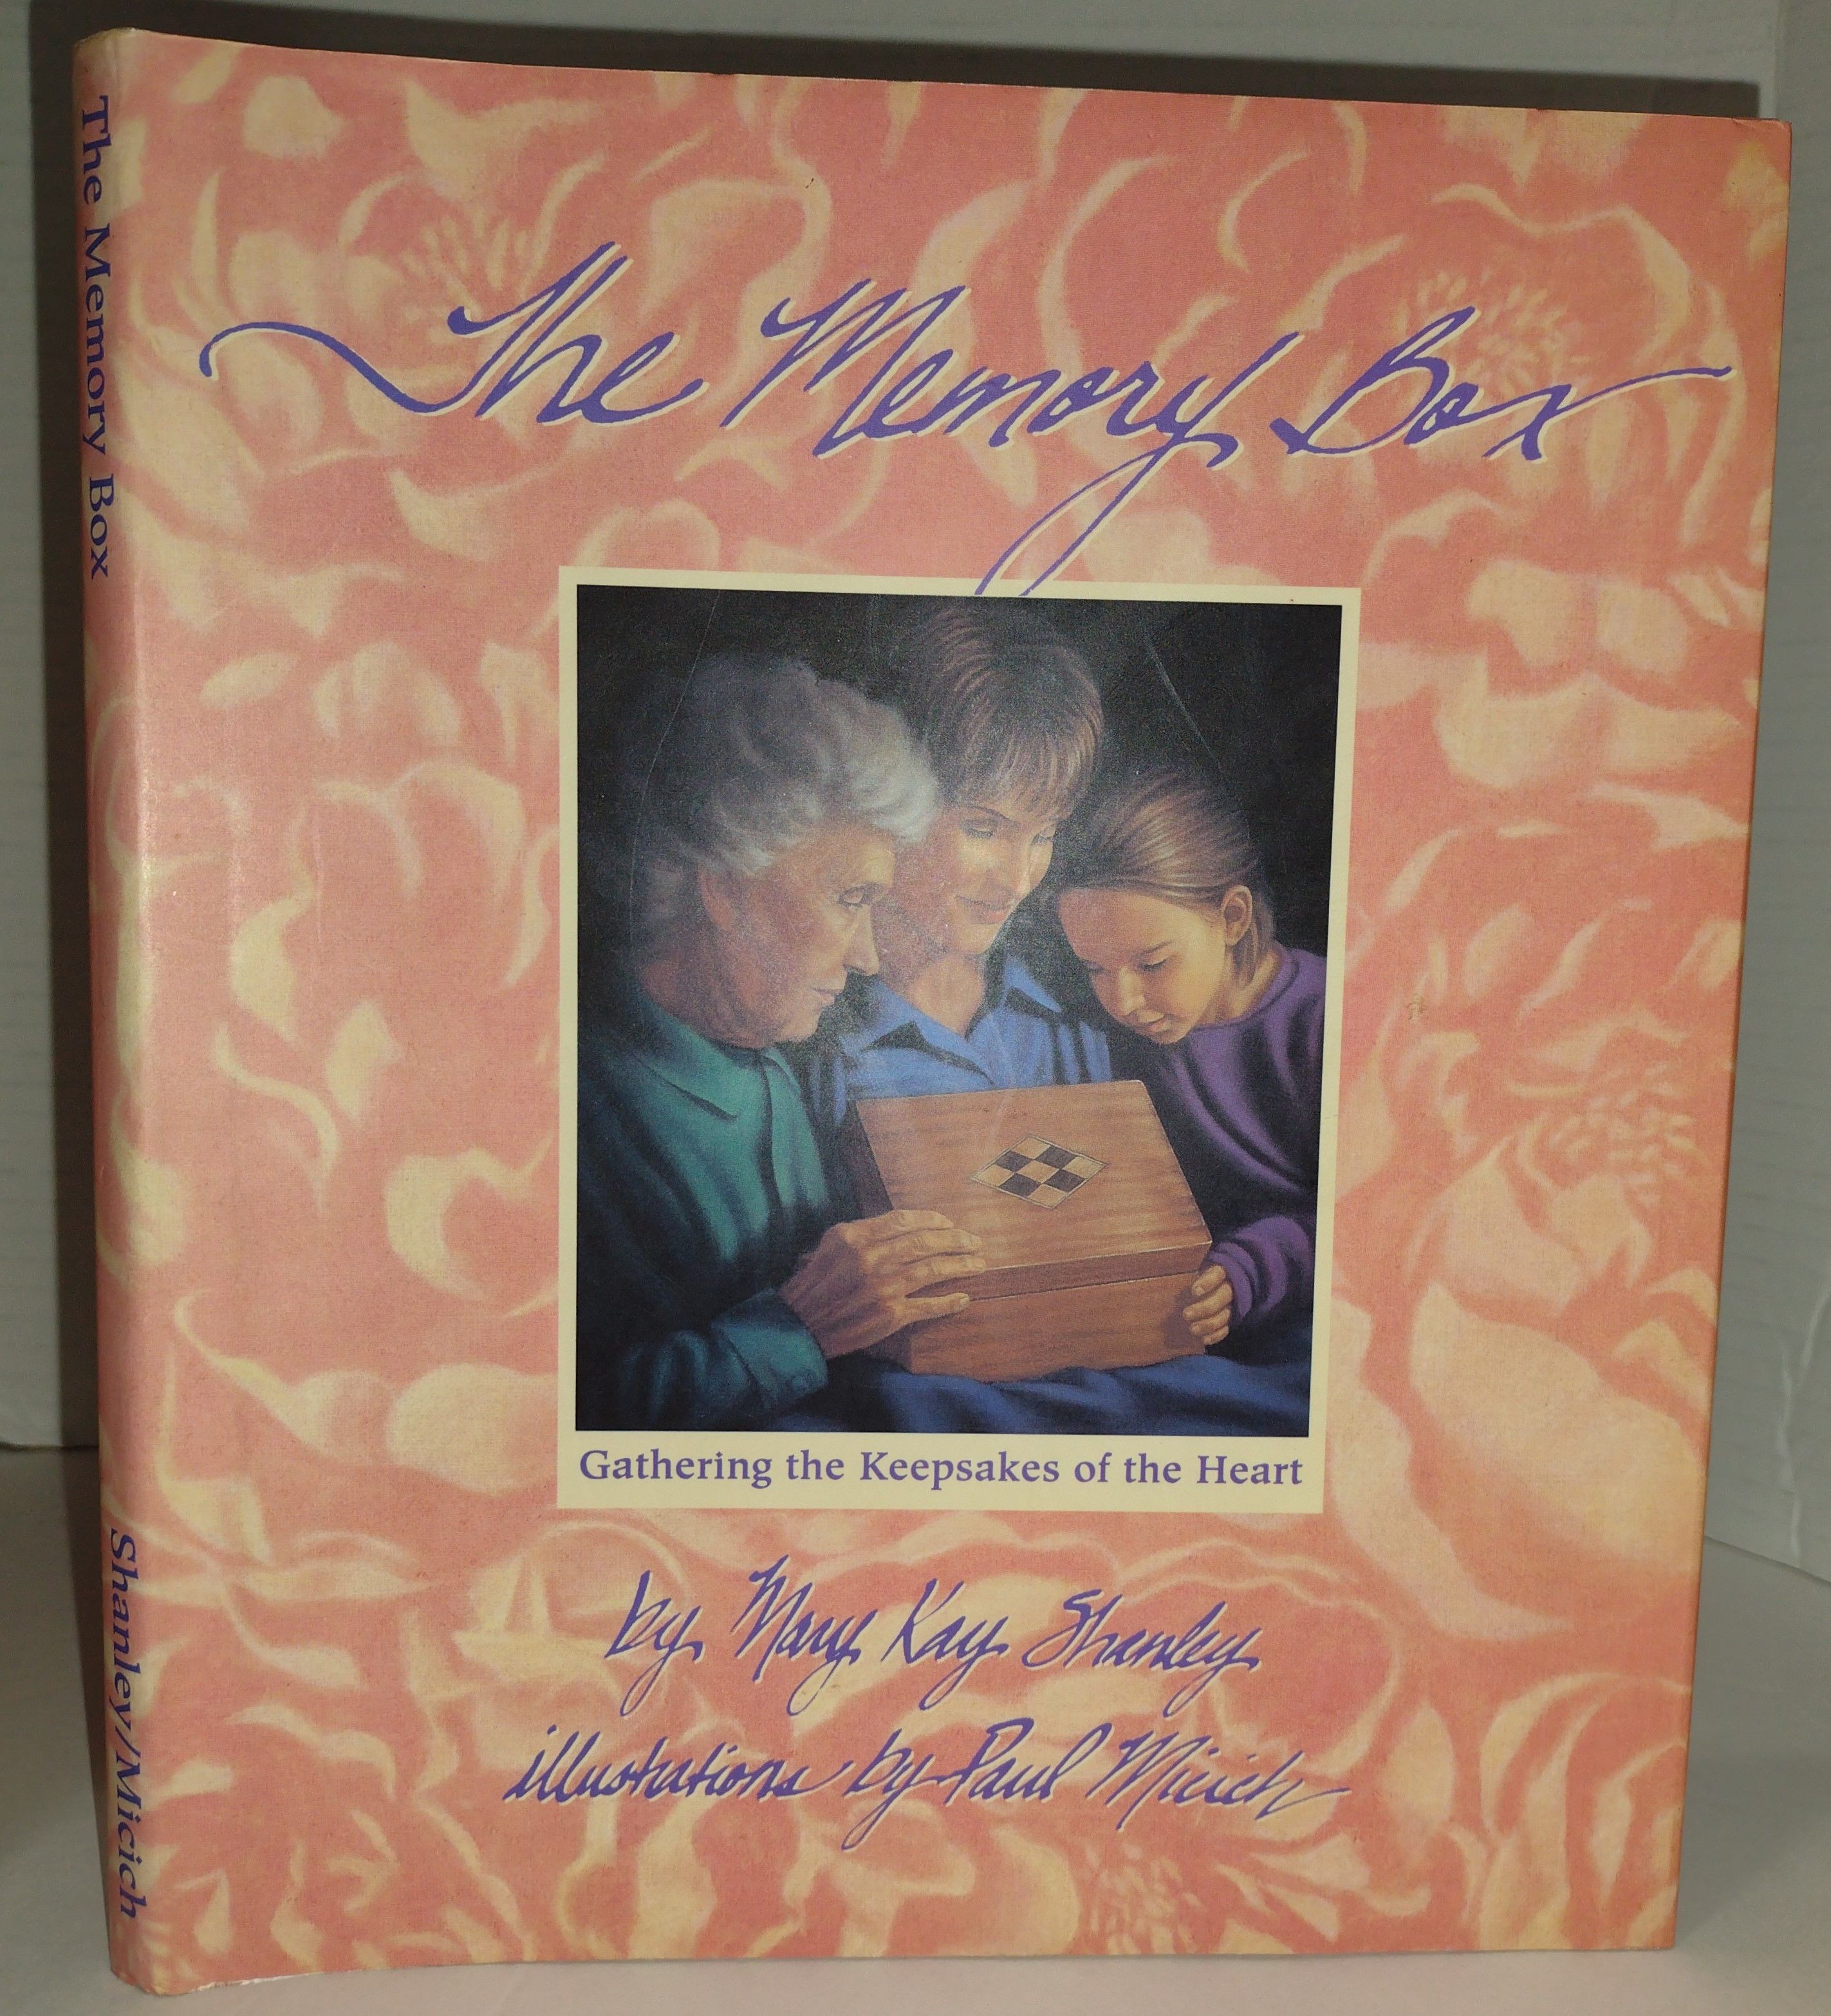 The Memory Box
Shanley/Micich
The Memory Box
Gathering the Keepsakes of the Heart
by Mary Kay Shanley
illustrations by Paul Micich